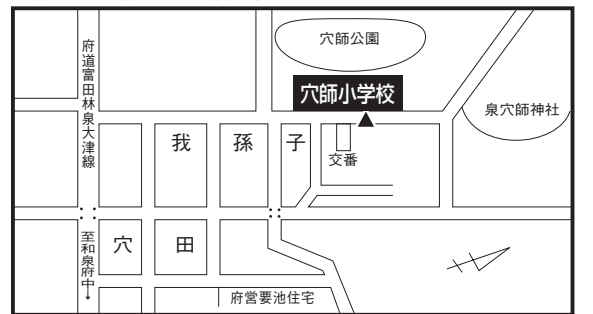 穴師公園
府道富田林泉大津線
穴師小学校
泉穴師神社
我孫子
交番
至和泉府中
穴田
府営要池住宅